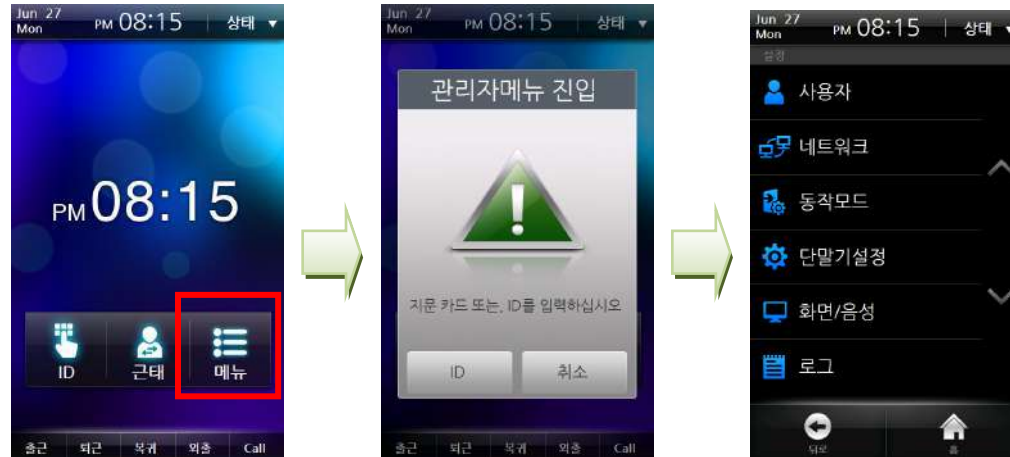 Jun 27
Mon
PM 08:15
상태
PM 08:15
ID
근태
메뉴
출근 퇴근 복귀 외출 Call
Jun 27
Mon
PM 08:15
상태
관리자메뉴 진입
지문 카드 또는, ID를 입력하십시오
ID
취소
출근 퇴근 복귀 외출 Call
Jun 27
Mon
PM 08:15
상태
설정
사용자
네트워크
동작모드
단말기설정
화면/음성
로그
뒤로
홈